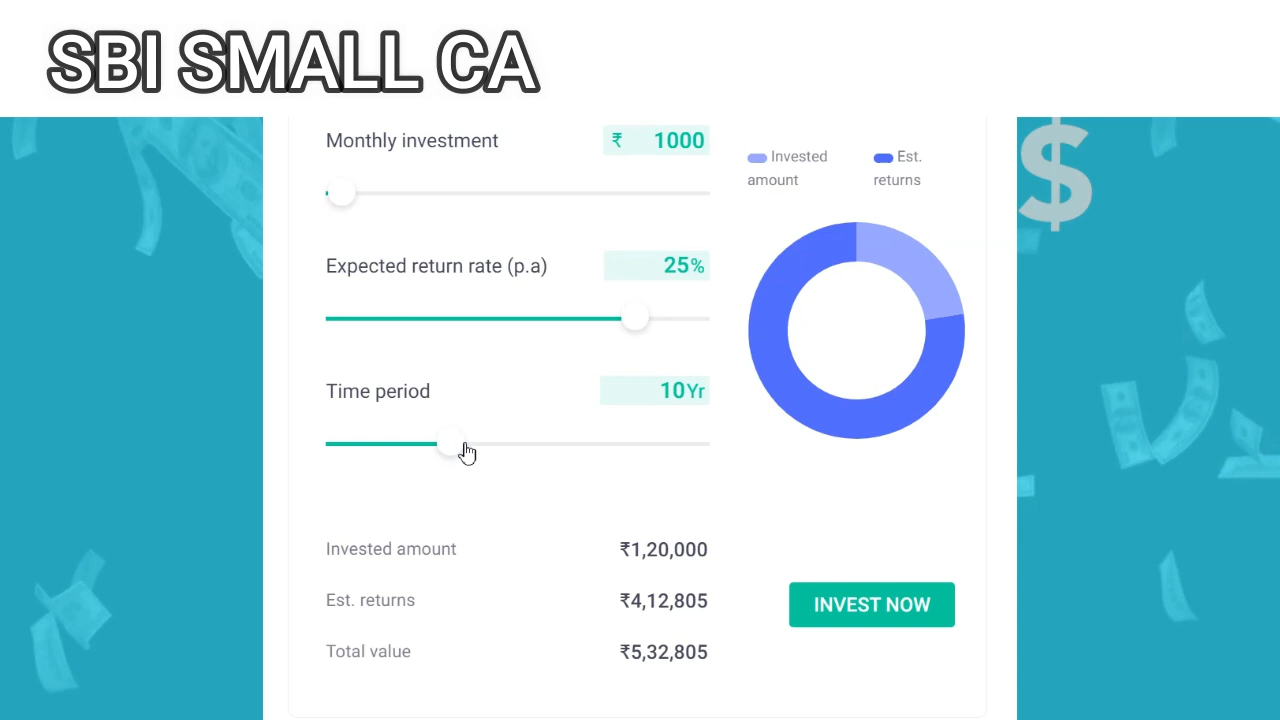 SBI SMALL CA
Monthly investment ₹ 1000
Expected return rate (p.a) 25%
Time period 10Yr
Invested amount ₹1,20,000
Est. returns ₹4,12,805
Total value ₹5,32,805
Invested
amount
Est.
returns
INVEST NOW
$